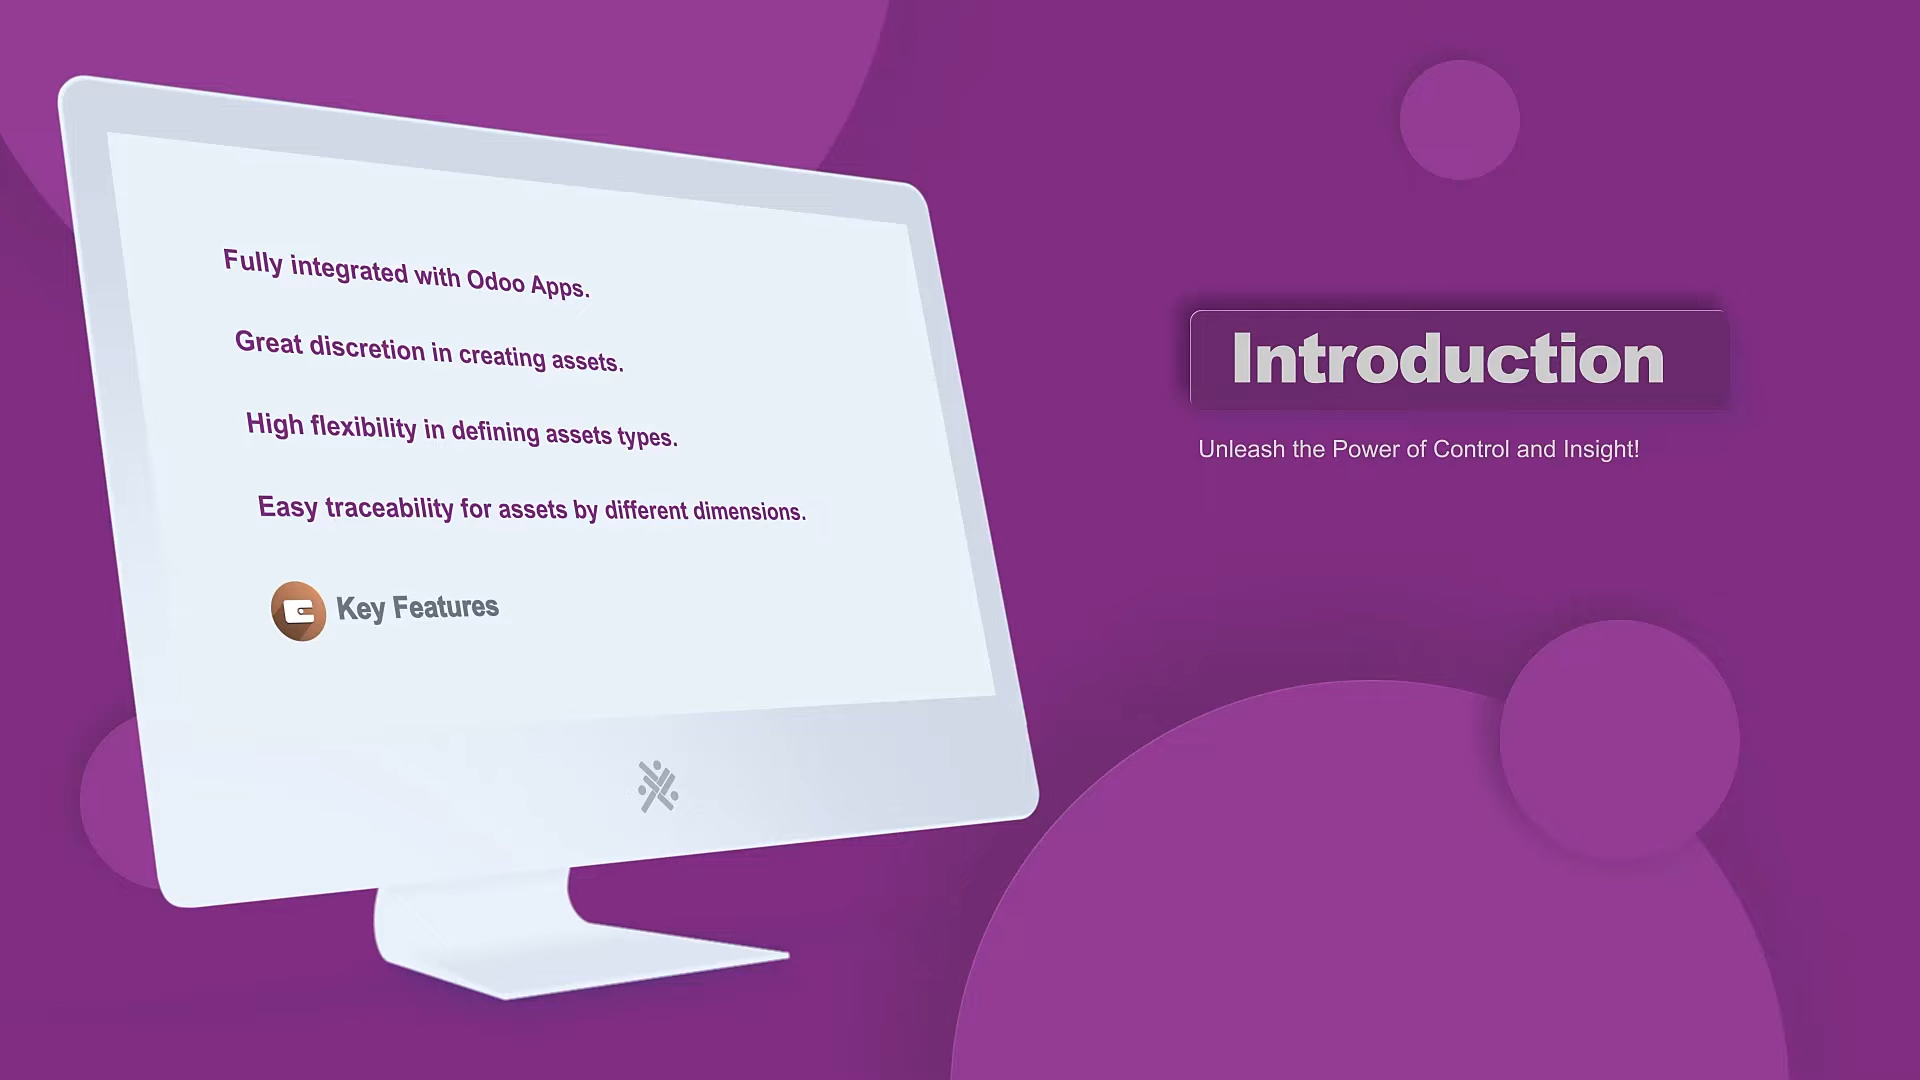 Fully integrated with Odoo Apps.
Great discretion in creating assets.
High flexibility in defining assets types.
Easy traceability for assets by different dimensions.
Key Features
Introduction
Unleash the Power of Control and Insight!